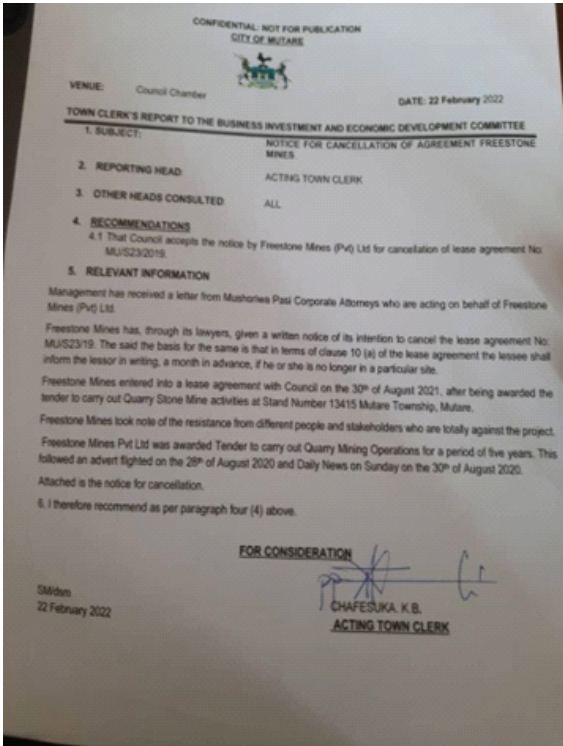 CONFIDENTIAL: NOT FOR PUBLICATION
CITY OF MUTARE
VENUE: Council Chamber DATE: 22 February 2022
TOWN CLERK'S REPORT TO THE BUSINESS INVESTMENT AND ECONOMIC DEVELOPMENT COMMITTEE
1. SUBJECT: NOTICE FOR CANCELLATION OF AGREEMENT FREESTONE
MINES
2. REPORTING HEAD: ACTING TOWN CLERK
3. OTHER HEADS CONSULTED: ALL
4. RECOMMENDATIONS
4.1 That Council accepts the notice by Freestone Mines (Pvt) Ltd for cancellation of lease agreement No:
MU/S23/2019.
5. RELEVANT INFORMATION
Management has received a letter from Mushoriwa Pasi Corporate Attorneys who are acting on behalf of Freestone
Mines (Pvt) Ltd.
Freestone Mines has, through its lawyers, given a written notice of its intention to cancel the lease agreement No:
MU/S23/19. The said the basis for the same is that in terms of clause 10 (a) of the lease agreement the lessee shall
inform the lessor in writing, a month in advance, if he or she is no longer in a particular site.
Freestone Mines entered into a lease agreement with Council on the 30th of August 2021, after being awarded the
tender to carry out Quarry Stone Mine activities at Stand Number 13415 Mutare Township, Mutare.
Freestone Mines took note of the resistance from different people and stakeholders who are totally against the project.
Freestone Mines Pvt Ltd was awarded Tender to carry out Quarry Mining Operations for a period of five years. This
followed an advert flighted on the 28th of August 2020 and Daily News on Sunday on the 30th of August 2020.
Attached is the notice for cancellation.
6. I therefore recommend as per paragraph four (4) above.
FOR CONSIDERATION
pp
SM/dsm
22 February 2022
CHAFESUKA. K.B.
ACTING TOWN CLERK